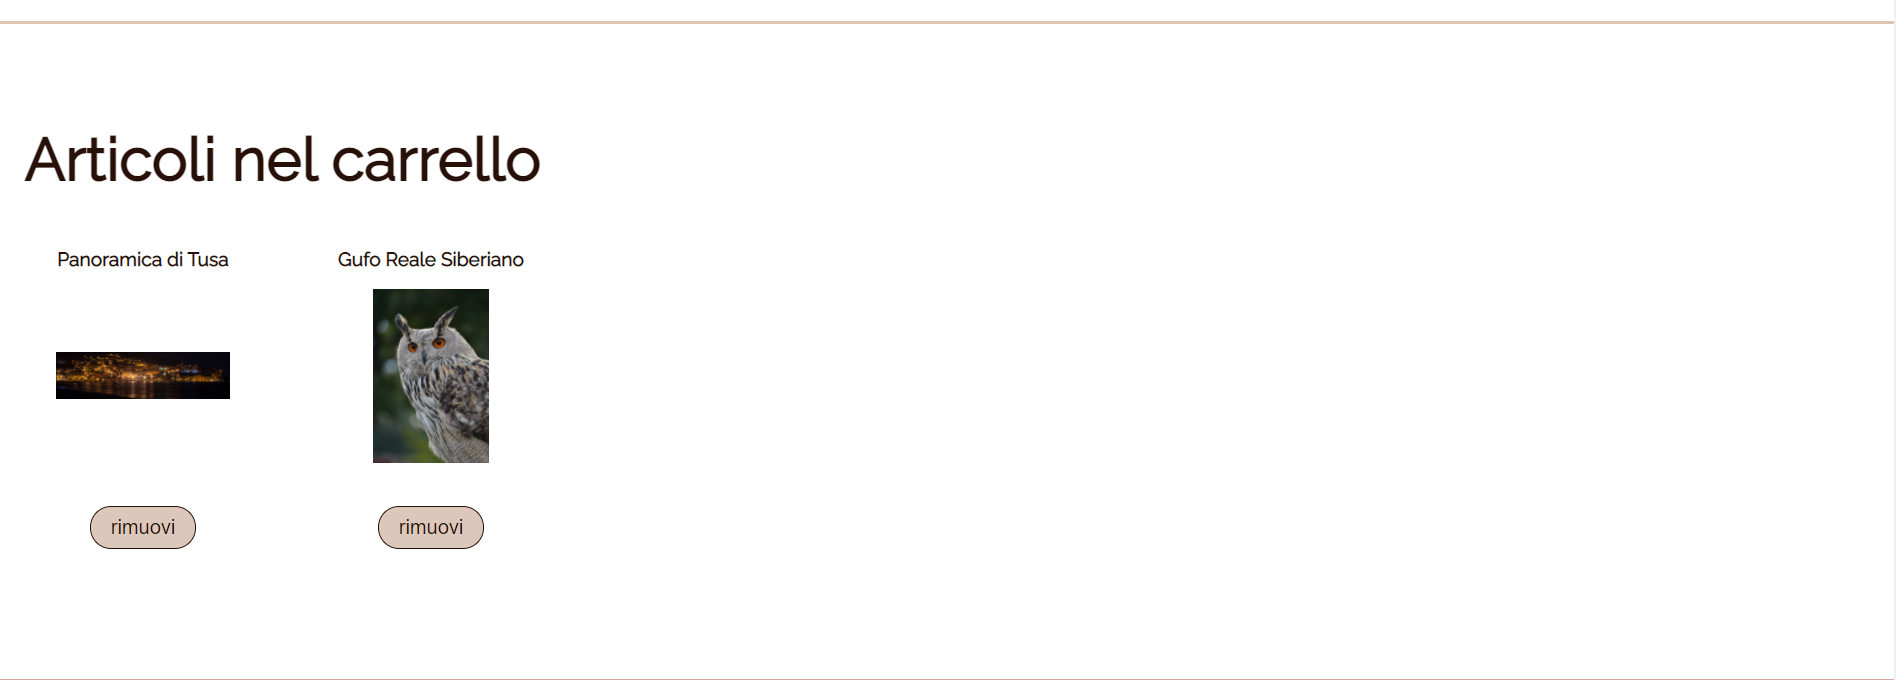 Articoli nel carrello
Panoramica di Tusa
Gufo Reale Siberiano
rimuovi
rimuovi